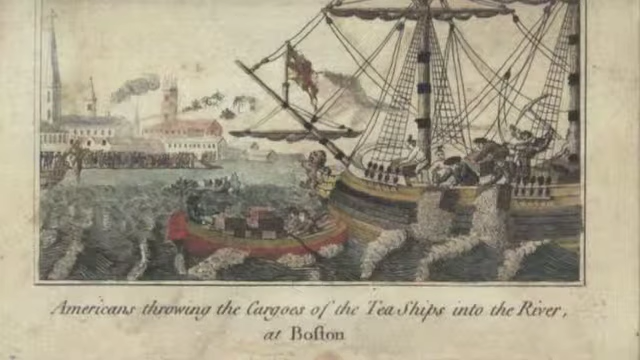 Americans throwing the Cargoes of the Tea Ships into the River,
at Boſton